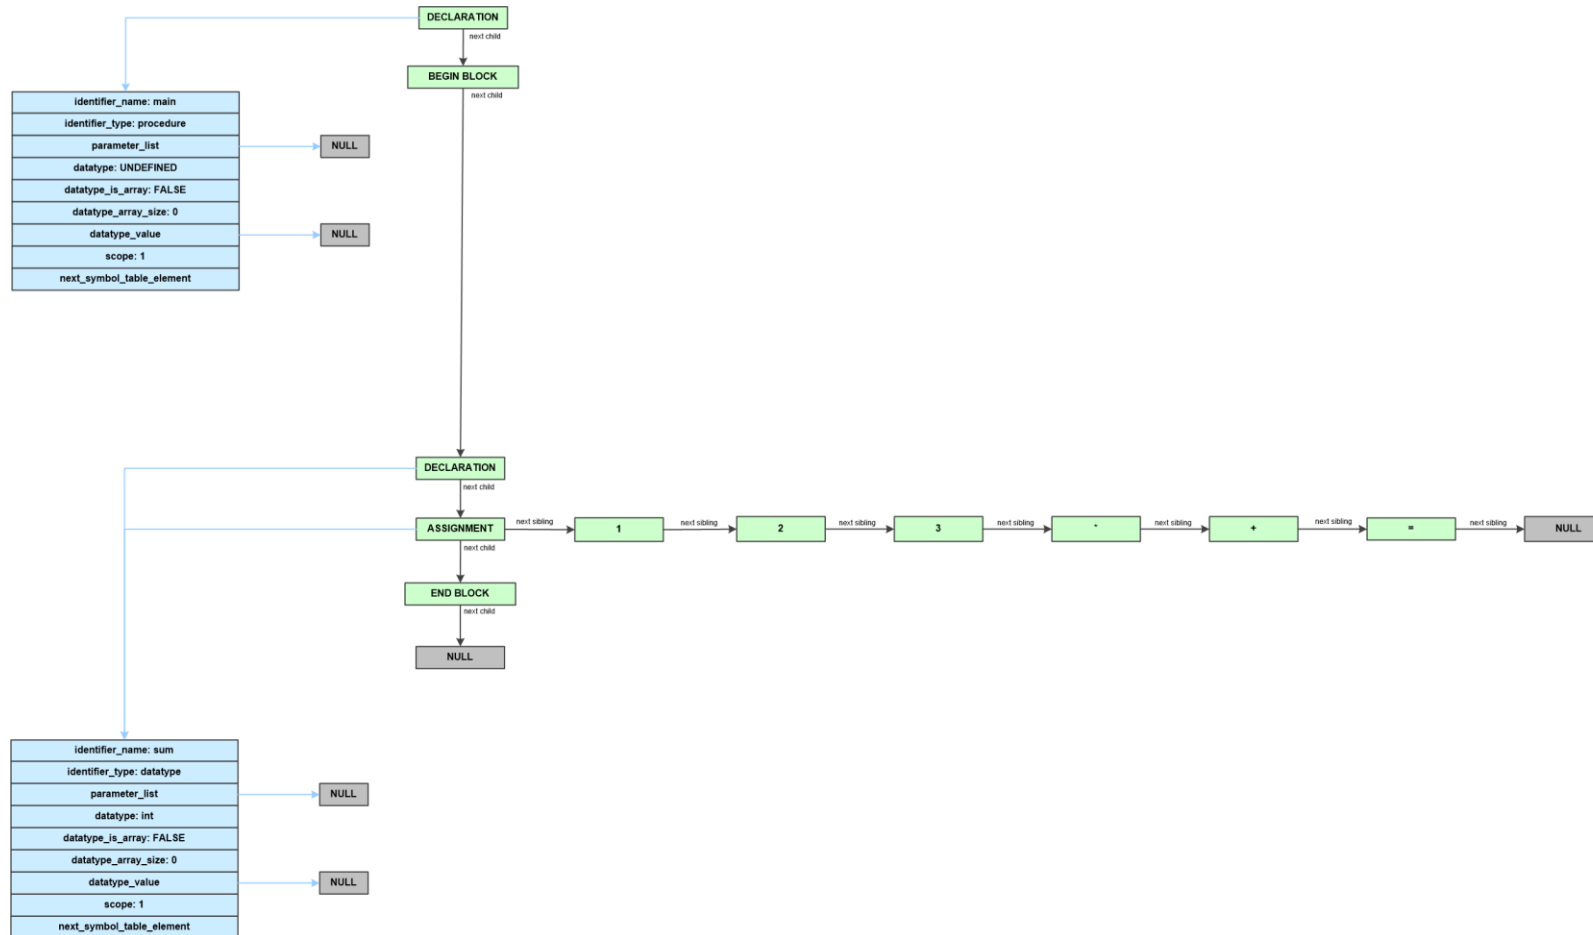 DECLARATION
next child
BEGIN BLOCK
next child
identifier_name: main
identifier_type: procedure
parameter_list
NULL
datatype: UNDEFINED
datatype_is_array: FALSE
datatype_array_size: 0
datatype_value
NULL
scope: 1
next_symbol_table_element
DECLARATION
next child
ASSIGNMENT
next sibling
1
next sibling
2
next sibling
3
next sibling
-
next sibling
+
next sibling
=
next sibling
NULL
next child
END BLOCK
next child
NULL
identifier_name: sum
identifier_type: datatype
parameter_list
NULL
datatype: int
datatype_is_array: FALSE
datatype_array_size: 0
datatype_value
NULL
scope: 1
next_symbol_table_element